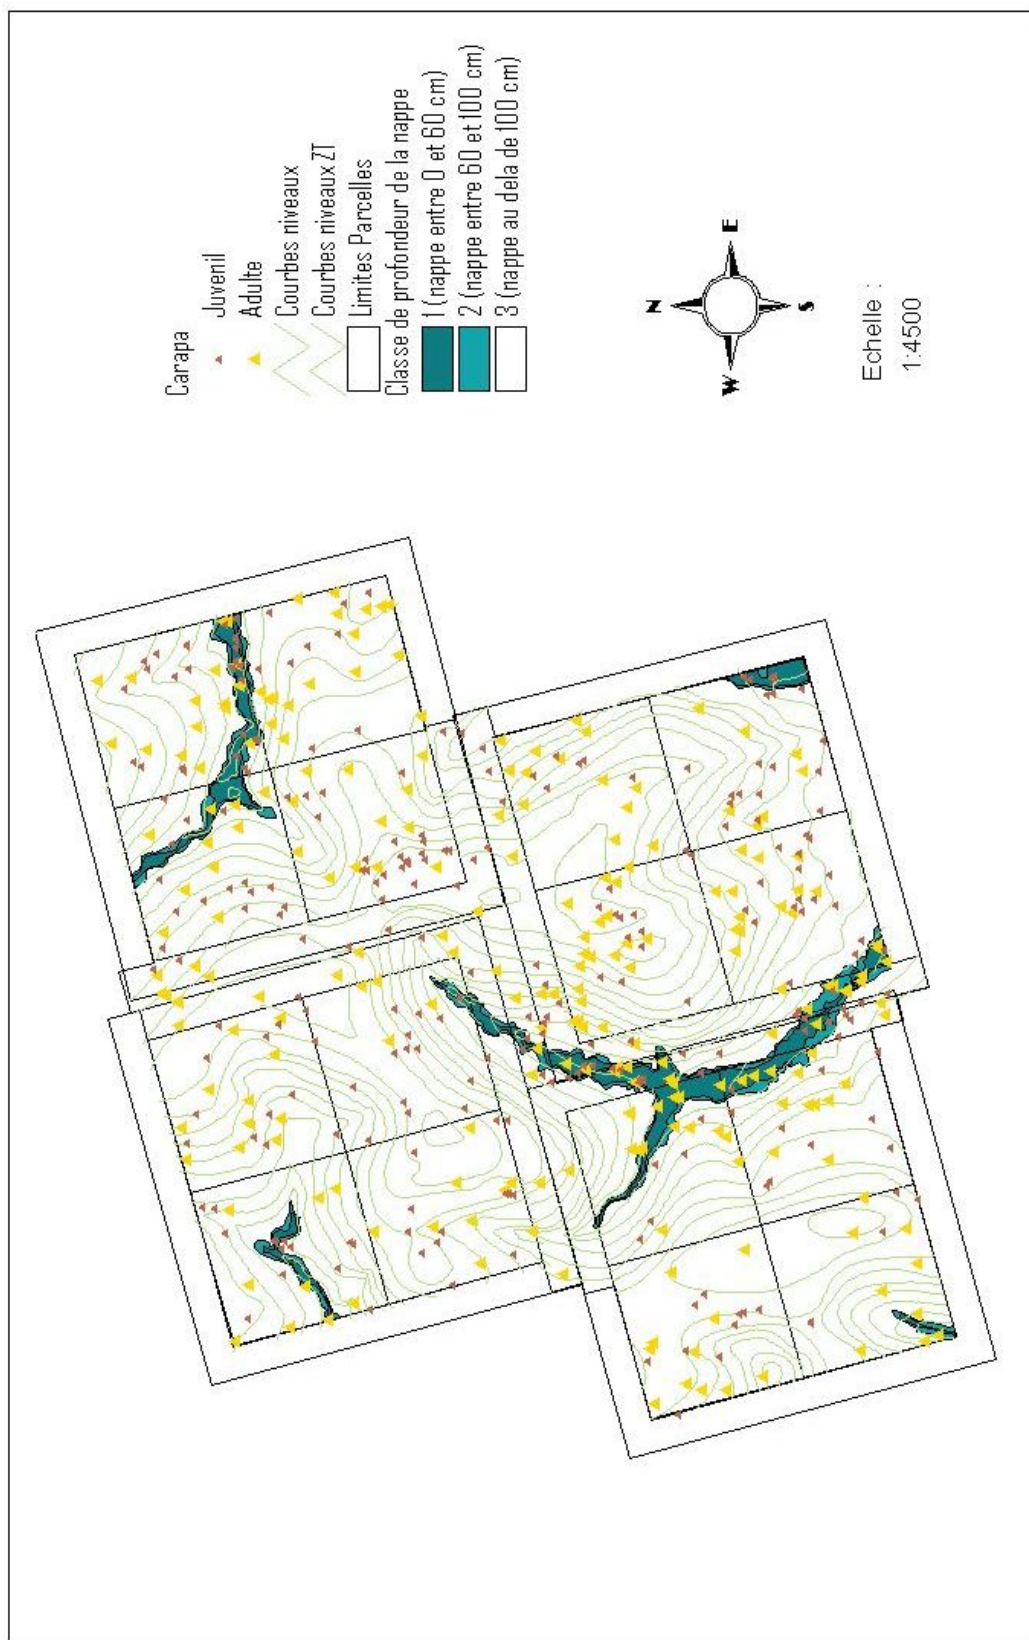 Carapa
Juvenil
Adulte
Courbes niveaux
Courbes niveaux ZT
Limites Parcelles
Classe de profondeur de la nappe
1 (nappe entre 0 et 60 cm)
2 (nappe entre 60 et 100 cm)
3 (nappe au dela de 100 cm)
N
W
E
S
Echelle :
1:4500